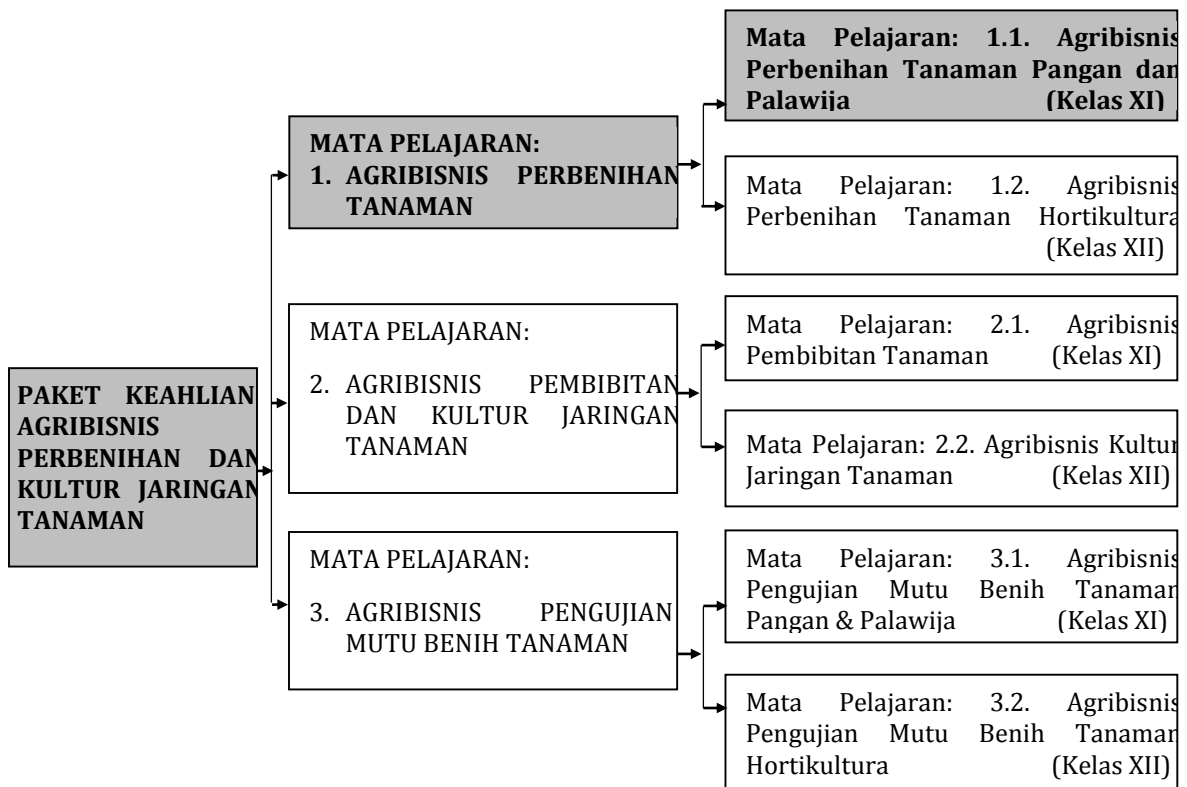 PAKET KEAHLIAN
AGRIBISNIS
PERBENIHAN DAN
KULTUR JARINGAN
TANAMAN
MATA PELAJARAN:
1. AGRIBISNIS PERBENIHAN
TANAMAN
Mata Pelajaran: 1.1. Agribisnis
Perbenihan Tanaman Pangan dan
Palawija (Kelas XI)
Mata Pelajaran: 1.2. Agribisnis
Perbenihan Tanaman Hortikultura
(Kelas XII)
MATA PELAJARAN:
2. AGRIBISNIS PEMBIBITAN
DAN KULTUR JARINGAN
TANAMAN
Mata Pelajaran: 2.1. Agribisnis
Pembibitan Tanaman (Kelas XI)
Mata Pelajaran: 2.2. Agribisnis Kultur
Jaringan Tanaman (Kelas XII)
MATA PELAJARAN:
3. AGRIBISNIS PENGUJIAN
MUTU BENIH TANAMAN
Mata Pelajaran: 3.1. Agribisnis
Pengujian Mutu Benih Tanaman
Pangan & Palawija (Kelas XI)
Mata Pelajaran: 3.2. Agribisnis
Pengujian Mutu Benih Tanaman
Hortikultura (Kelas XII)